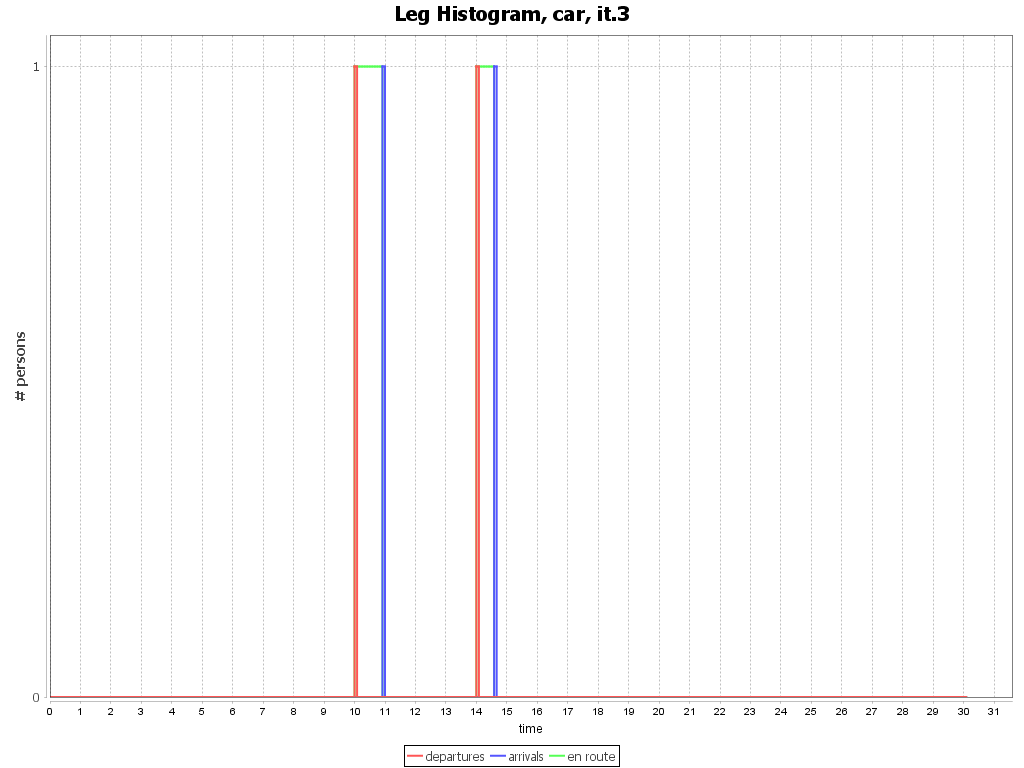 Leg Histogram, car, it.3
1
# persons
0
0 1 2 3 4 5 6 7 8 9 10 11 12 13 14 15 16 17 18 19 20 21 22 23 24 25 26 27 28 29 30 31
time
departures arrivals en route